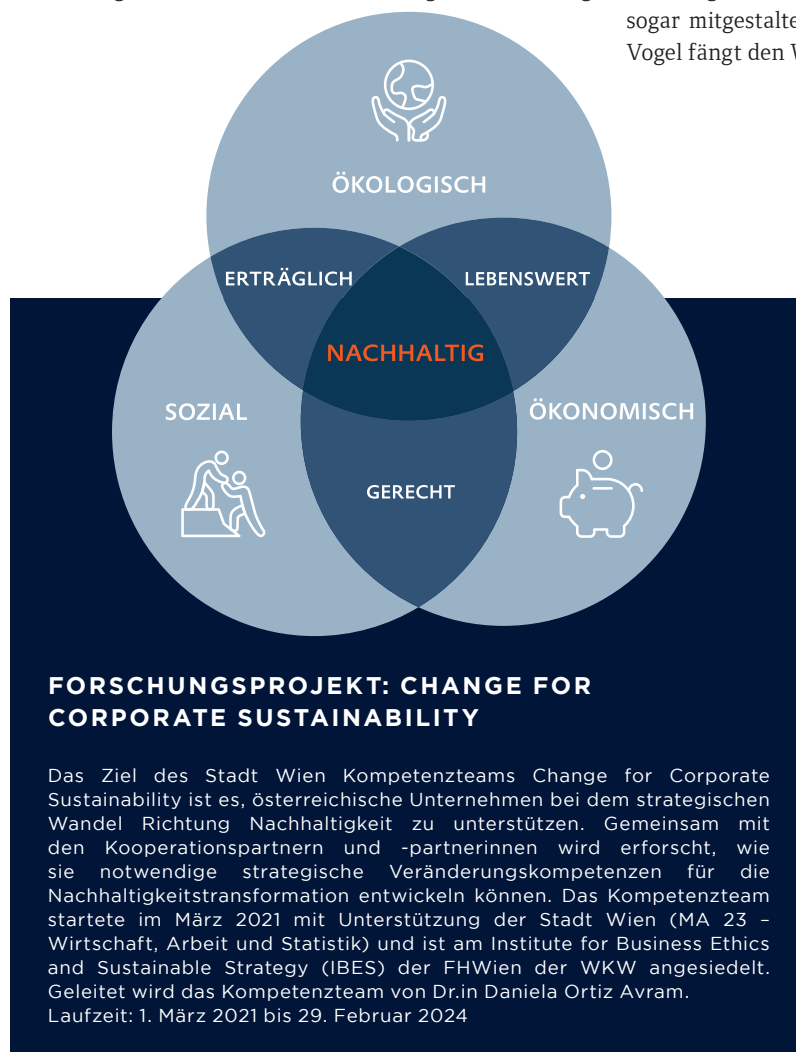 sogar mitgestalte
Vogel fängt den
ÖKOLOGISCH
ERTRÄGLICH
LEBENSWERT
NACHHALTIG
SOZIAL
ÖKONOMISCH
GERECHT
FORSCHUNGSPROJEKT: CHANGE FOR
CORPORATE SUSTAINABILITY
Das Ziel des Stadt Wien Kompetenzteams Change for Corporate
Sustainability ist es, österreichische Unternehmen bei dem strategischen
Wandel Richtung Nachhaltigkeit zu unterstützen. Gemeinsam mit
den Kooperationspartnern und -partnerinnen wird erforscht, wie
sie notwendige strategische Veränderungskompetenzen für die
Nachhaltigkeitstransformation entwickeln können. Das Kompetenzteam
startete im März 2021 mit Unterstützung der Stadt Wien (MA 23 –
Wirtschaft, Arbeit und Statistik) und ist am Institute for Business Ethics
and Sustainable Strategy (IBES) der FHWien der WKW angesiedelt.
Geleitet wird das Kompetenzteam von Dr.in Daniela Ortiz Avram.
Laufzeit: 1. März 2021 bis 29. Februar 2024